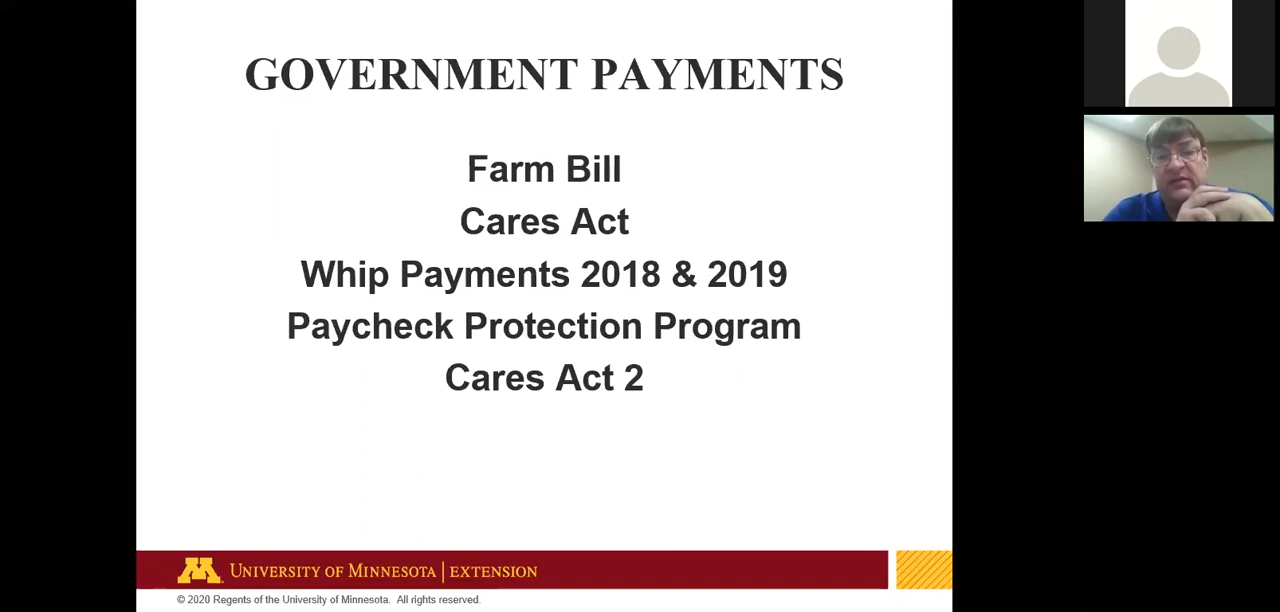 GOVERNMENT PAYMENTS
Farm Bill
Cares Act
Whip Payments 2018 & 2019
Paycheck Protection Program
Cares Act 2
M UNIVERSITY OF MINNESOTA | EXTENSION
© 2020 Regents of the University of Minnesota. All rights reserved.